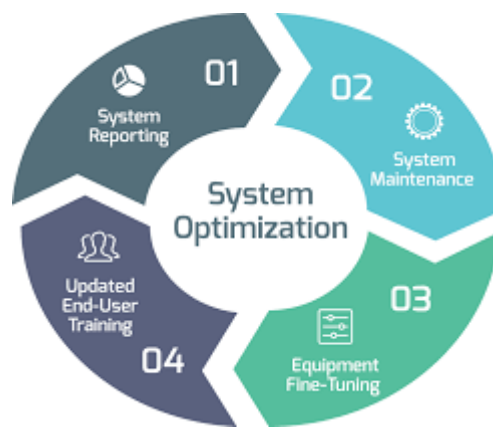 01
System
Reporting
02
System
Maintenance
System
Optimization
03
Equipment
Fine-Tuning
Updated
End-User
Training
04